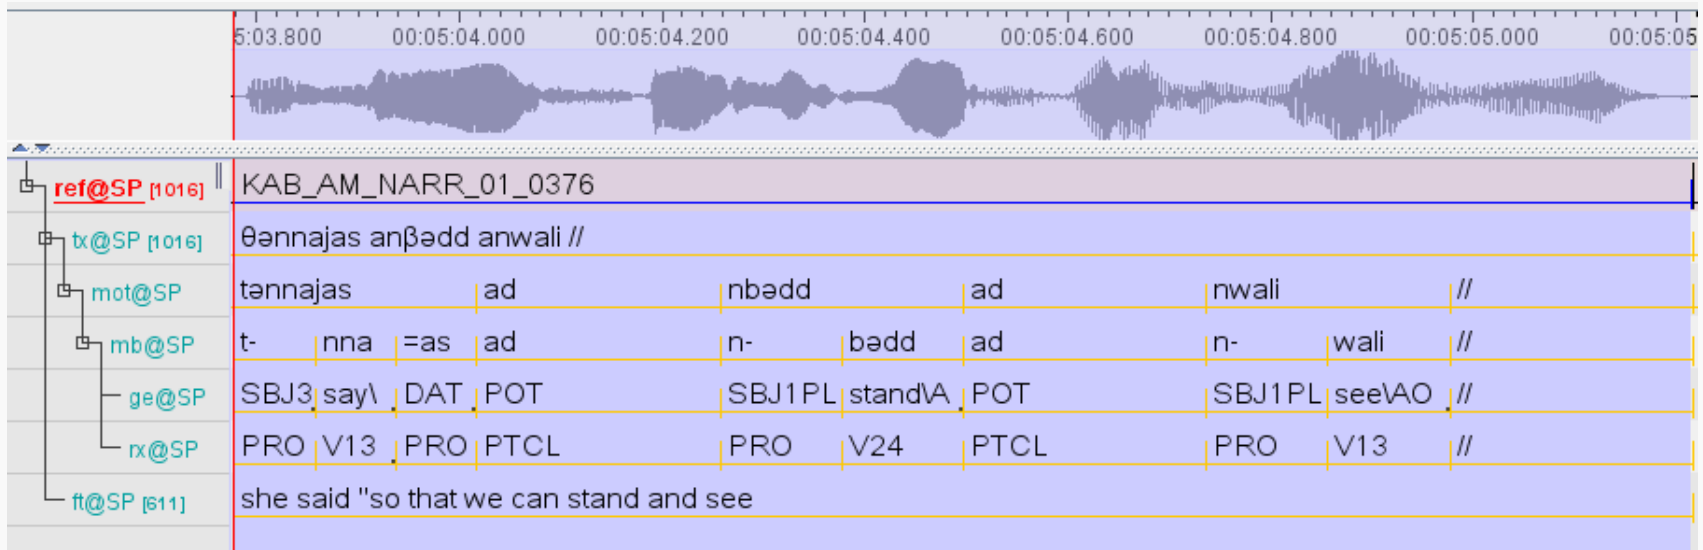 5:03.800 00:05:04.000 00:05:04.200 00:05:04.400 00:05:04.600 00:05:04.800 00:05:05.000 00:05:05
ref@SP [1016] KAB_AM_NARR_01_0376
tx@SP [1016] θənnajas anβədd anwali //
mot@SP tənnajas ad nbədd ad nwali //
mb@SP t- nna =as ad n- bədd ad n- wali //
ge@SP SBJ3. say\. DAT. POT SBJ1PL stand\A. POT SBJ1PL see\AO. //
rx@SP PRO V13. PRO PTCL PRO V24 PTCL PRO V13 //
ft@SP [611] she said "so that we can stand and see